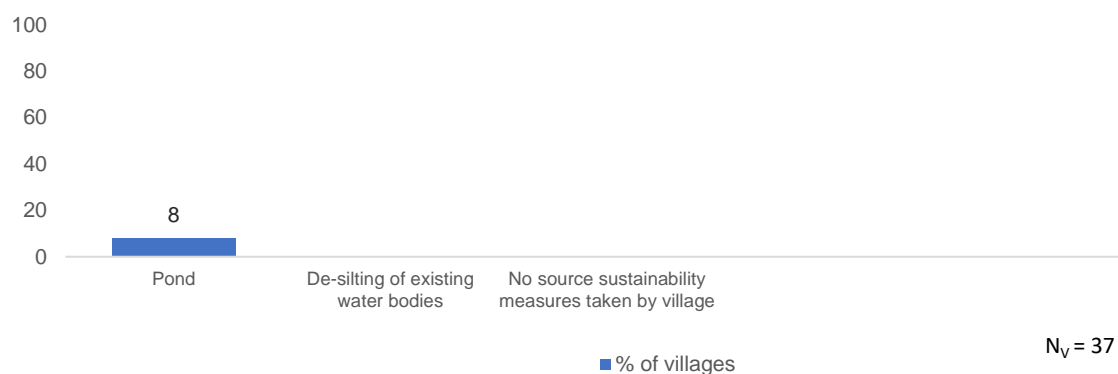 100
80
60
40
20
0
8
Pond
De-silting of existing
water bodies
No source sustainability
measures taken by village
% of villages
NV = 37